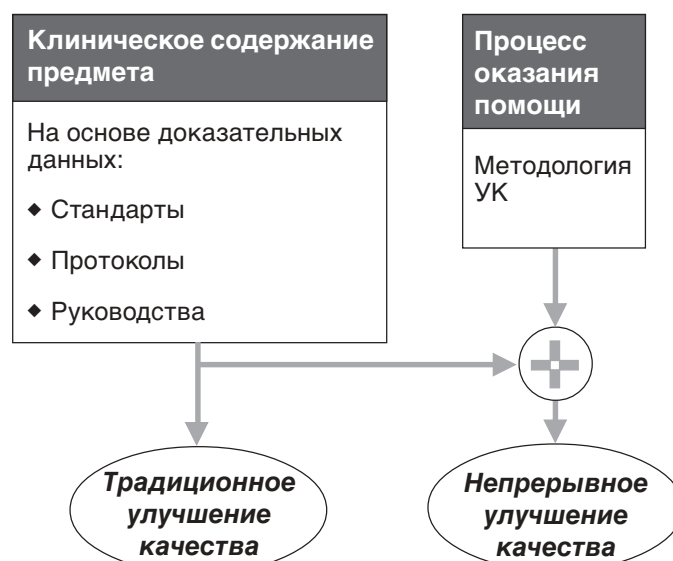 Клиническое содержание
предмета
На основе доказательных
данных:
◆ Стандарты
◆ Протоколы
◆ Руководства
Процесс
оказания
помощи
Методология
УК
Традиционное
улучшение
качества
Непрерывное
улучшение
качества